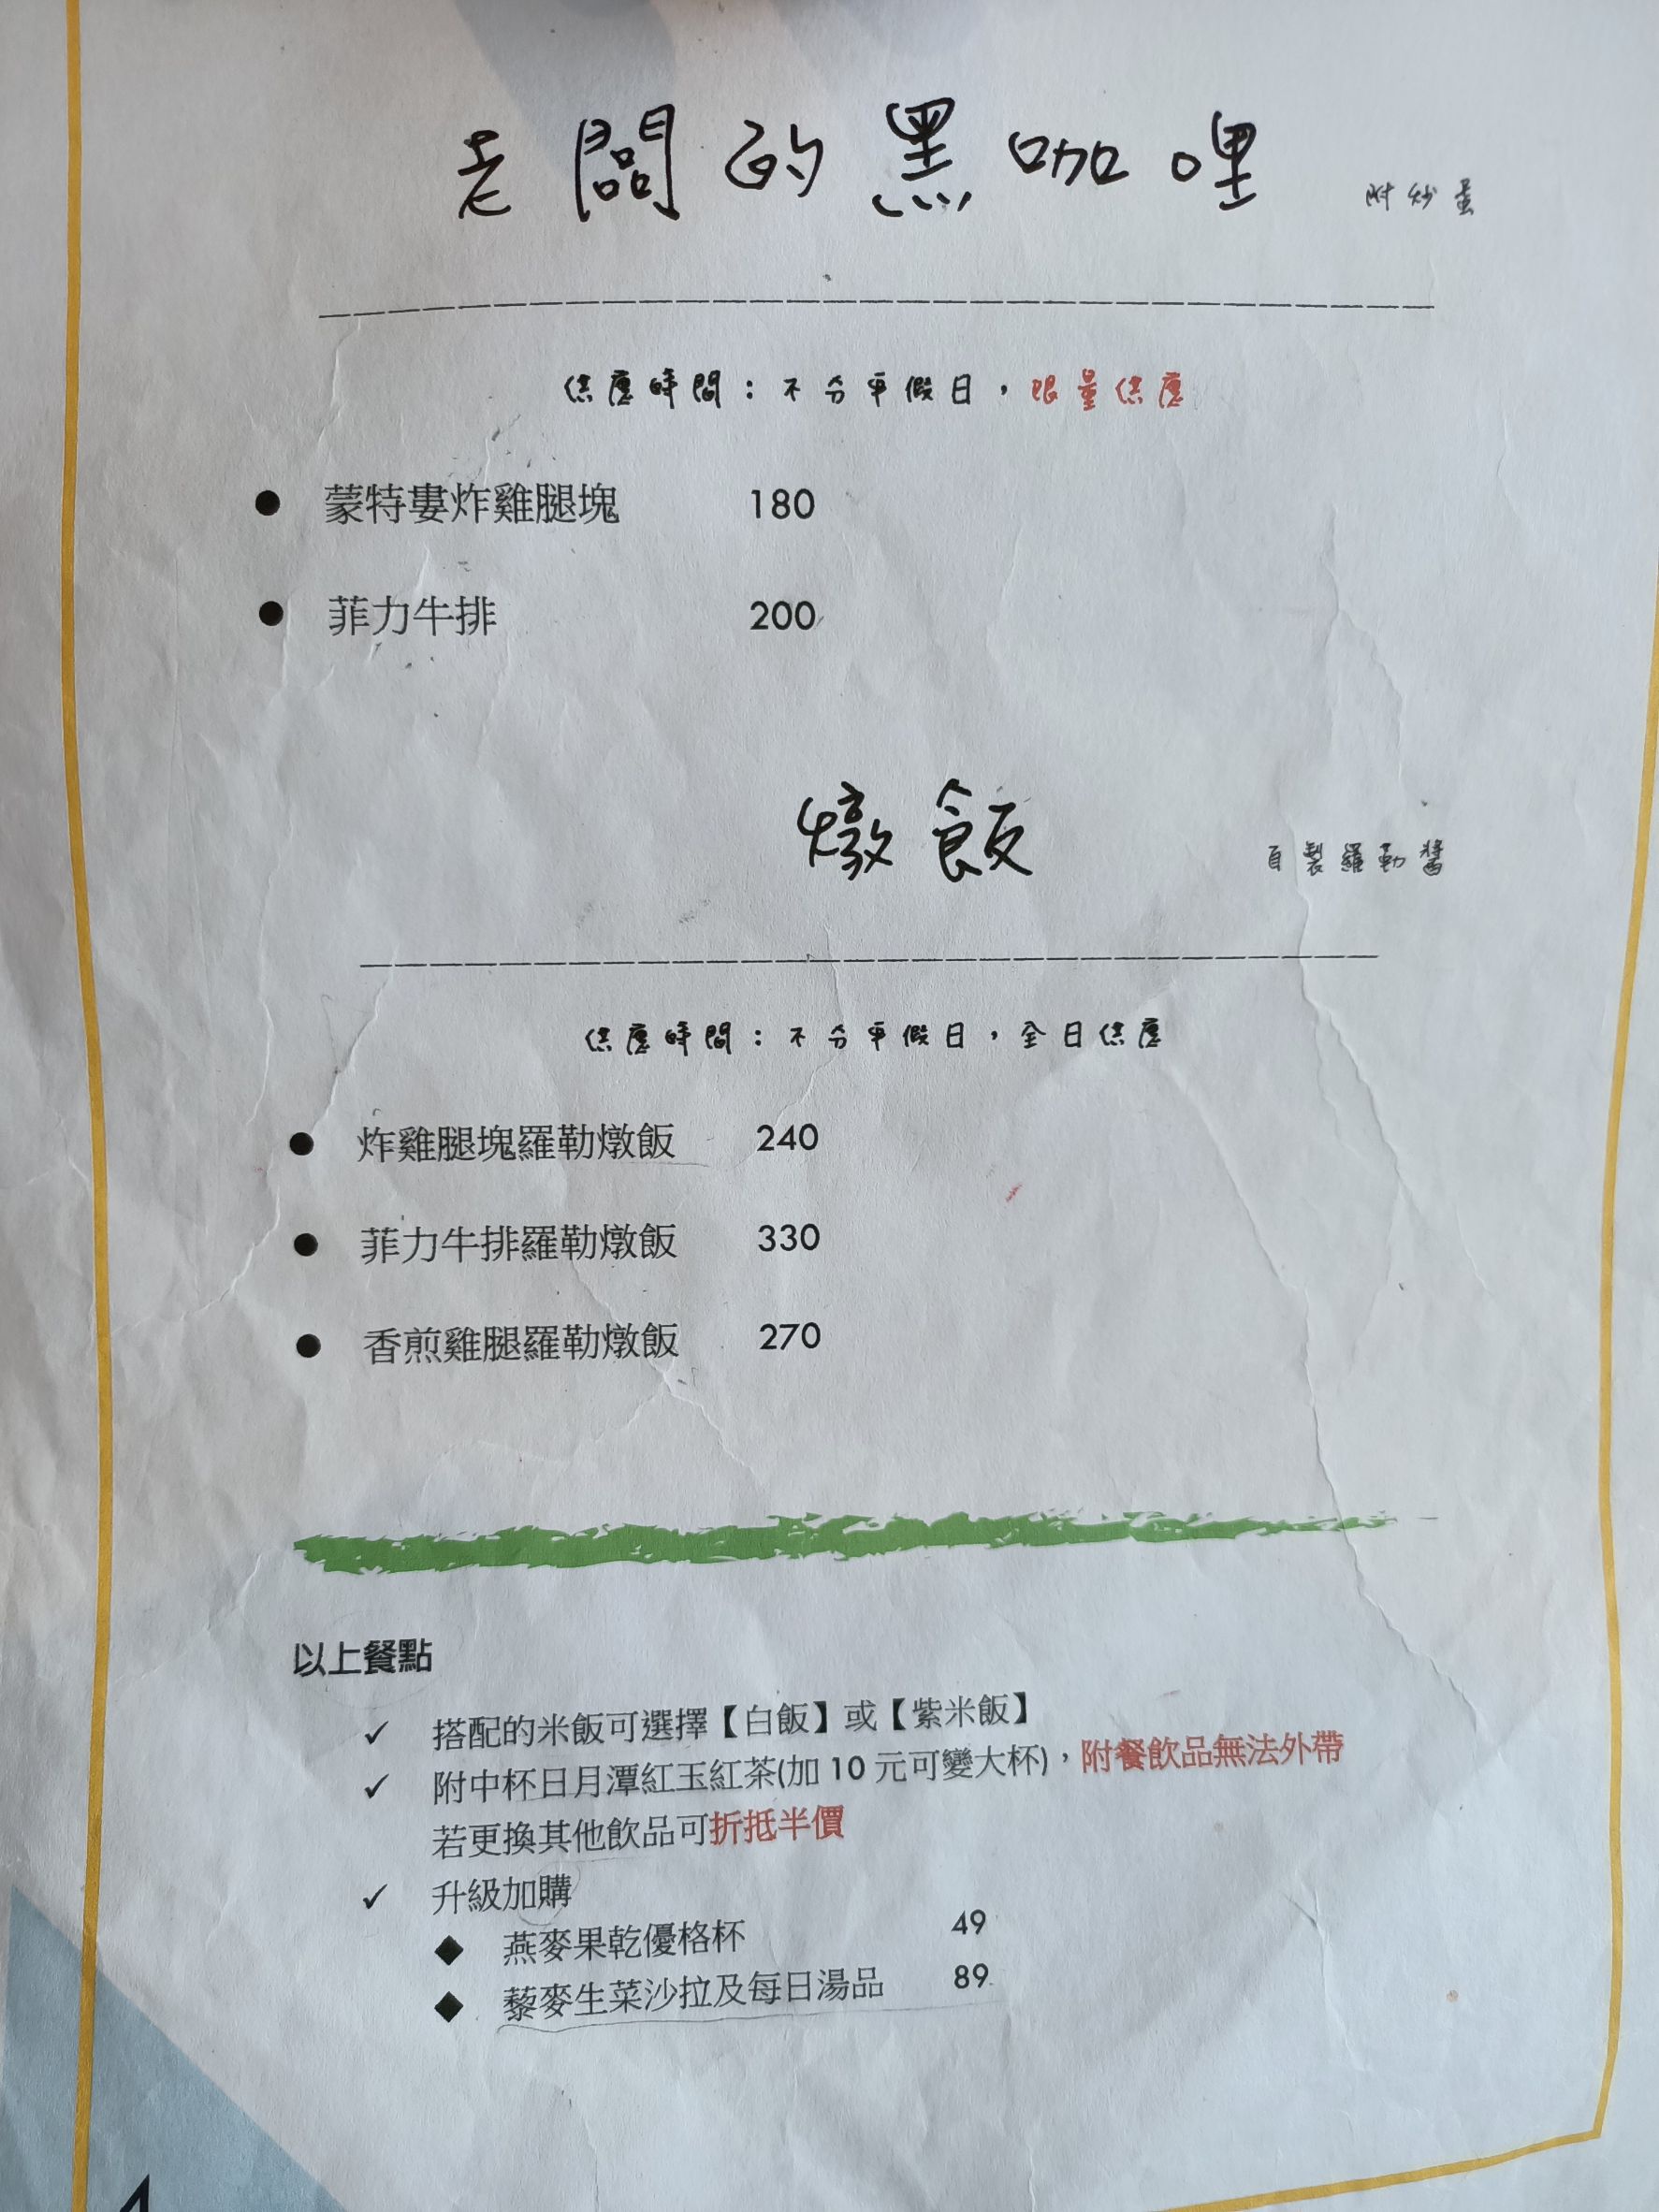 老闆的黑咖哩 附炒蛋
供應時間：不分平假日，限量供應
● 蒙特婁炸雞腿塊 180
● 菲力牛排 200
燉飯 自製羅勒醬
供應時間：不分平假日，全日供應
● 炸雞腿塊羅勒燉飯 240
● 菲力牛排羅勒燉飯 330
● 香煎雞腿羅勒燉飯 270
以上餐點
✓ 搭配的米飯可選擇【白飯】或【紫米飯】
✓ 附中杯日月潭紅玉紅茶(加 10 元可變大杯)，附餐飲品無法外帶
若更換其他飲品可折抵半價
✓ 升級加購
◆ 燕麥果乾優格杯 49
◆ 藜麥生菜沙拉及每日湯品 89